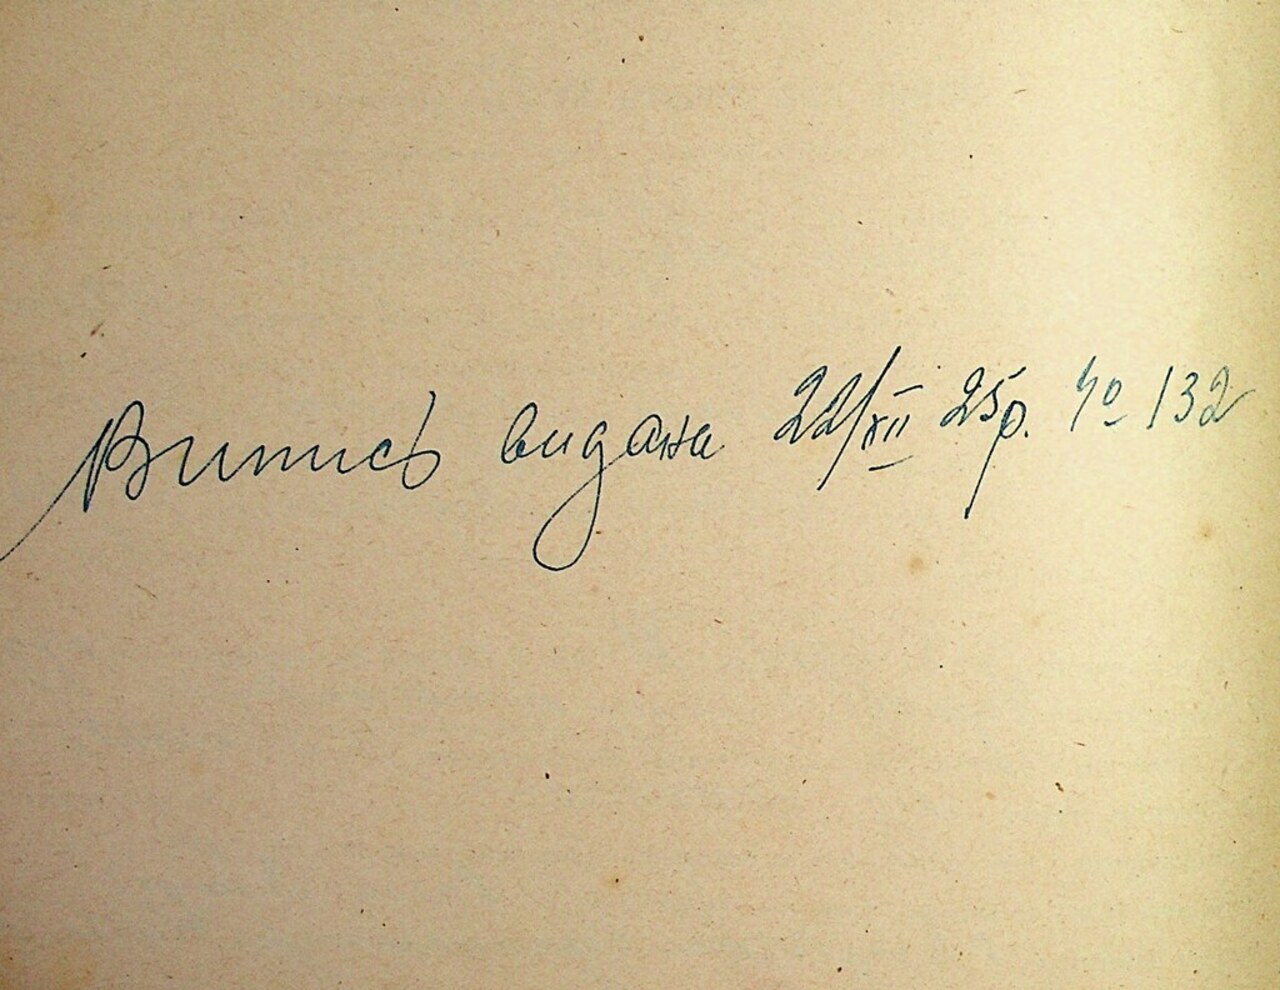 Випись видана 22/XII 25р. № 132